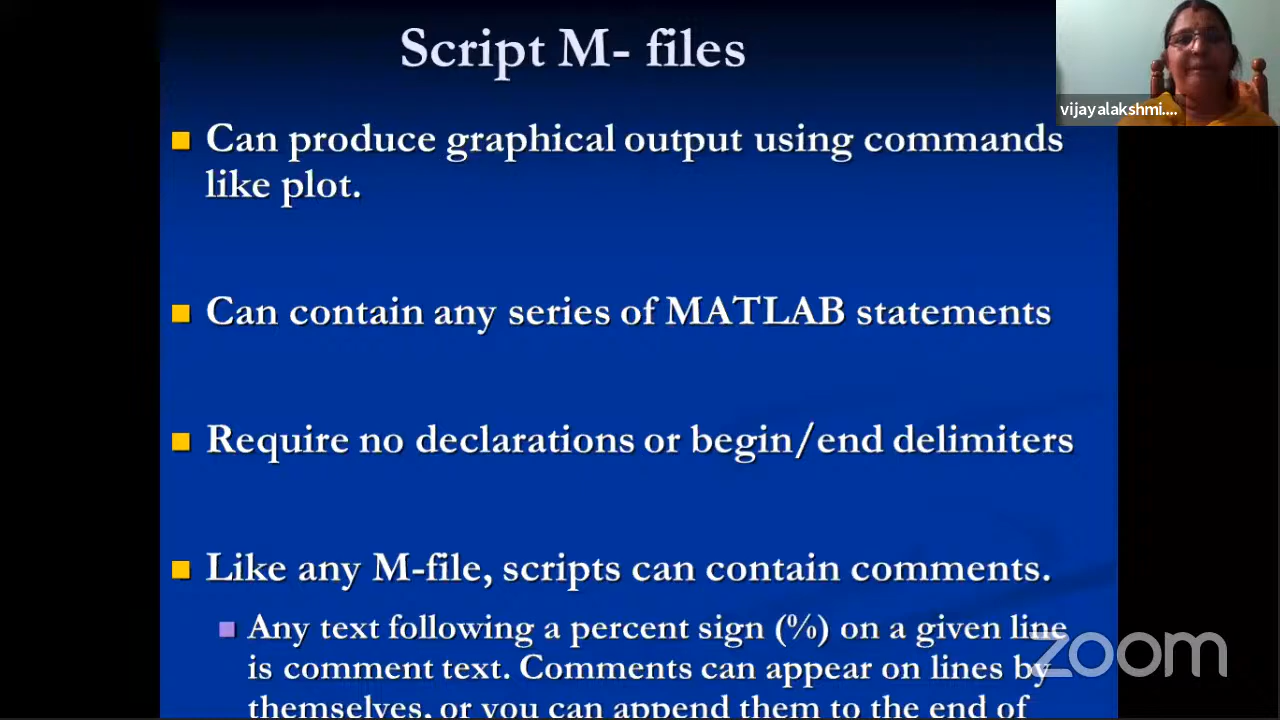 Script M- files
vijayalakshmi....
Can produce graphical output using commands
like plot.
Can contain any series of MATLAB statements
Require no declarations or begin/end delimiters
Like any M-file, scripts can contain comments.
Any text following a percent sign (%) on a given line
is comment text. Comments can appear on lines by
themselves, or you can append them to the end of
zoom